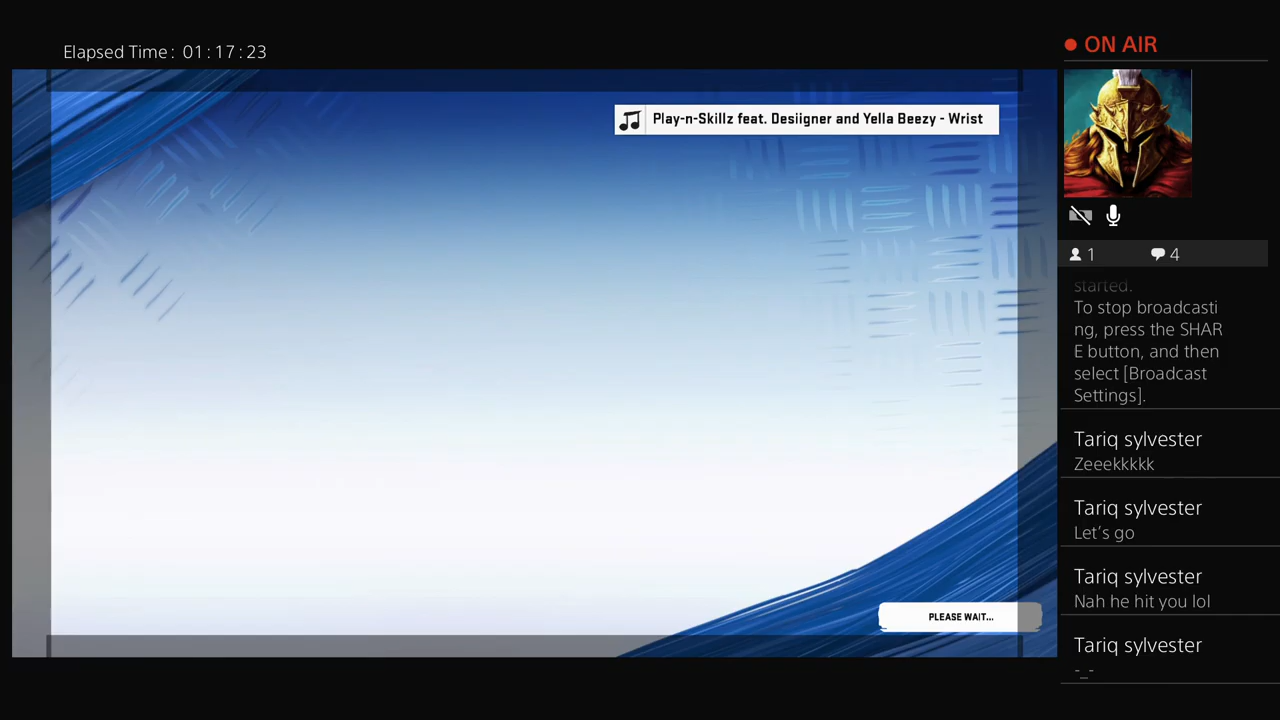 Elapsed Time: 01:17:23
ON AIR
Play-n-Skillz feat. Desiigner and Yella Beezy - Wrist
1
4
started.
To stop broadcasti
ng, press the SHAR
E button, and then
select [Broadcast
Settings].
Tariq sylvester
Zeeekkkkk
Tariq sylvester
Let's go
Tariq sylvester
Nah he hit you lol
Tariq sylvester
-_-
PLEASE WAIT...